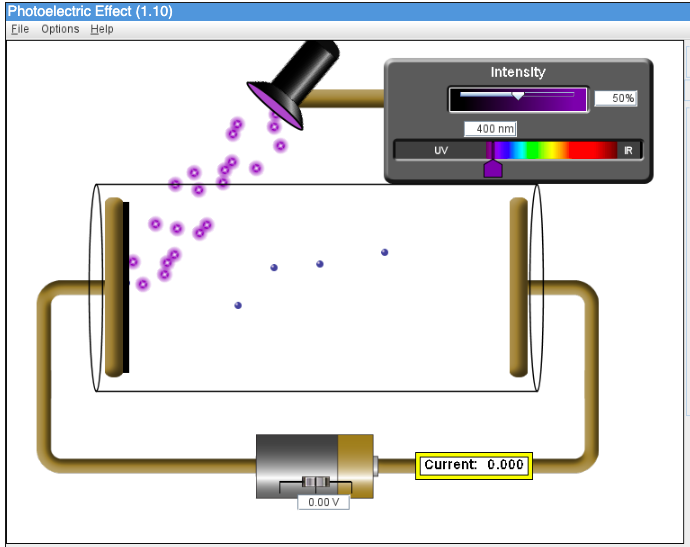 Photoelectric Effect (1.10)
File Options Help
Intensity
50%
400 nm
UV IR
Current: 0.000
0.00 V